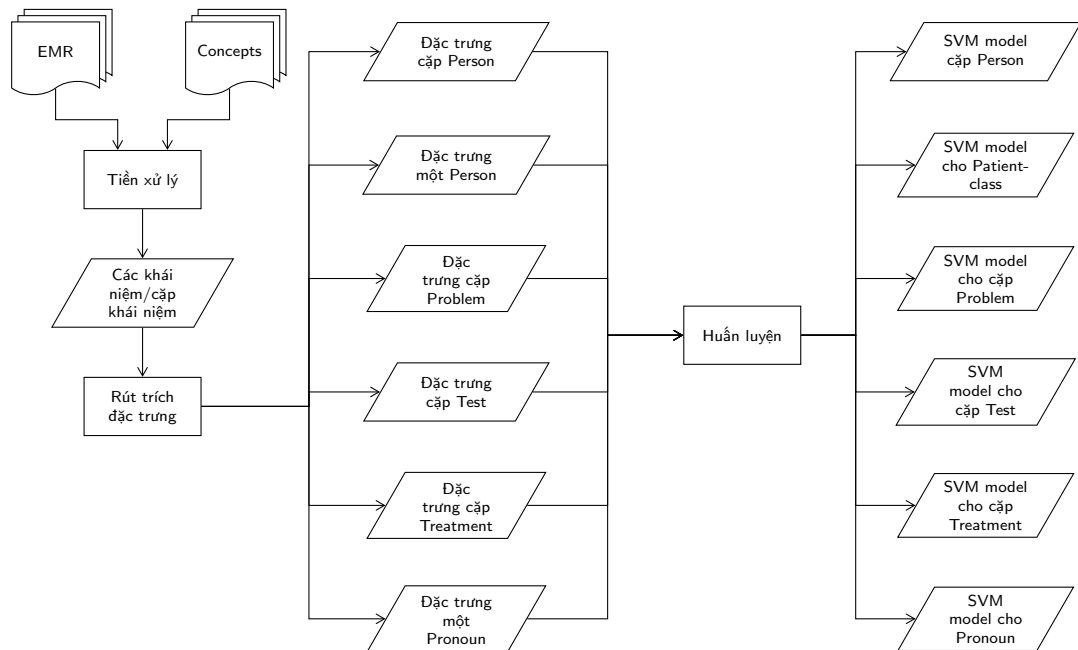 EMR
Concepts
Tiền xử lý
Các khái
niệm/cặp
khái niệm
Rút trích
đặc trưng
Đặc trưng
cặp Person
Đặc trưng
một Person
Đặc
trưng cặp
Problem
Đặc trưng
cặp Test
Đặc
trưng cặp
Treatment
Đặc trưng
một
Pronoun
Huấn luyện
SVM model
cặp Person
SVM model
cho Patient-
class
SVM model
cho cặp
Problem
SVM
model cho
cặp Test
SVM model
cho cặp
Treatment
SVM
model cho
Pronoun